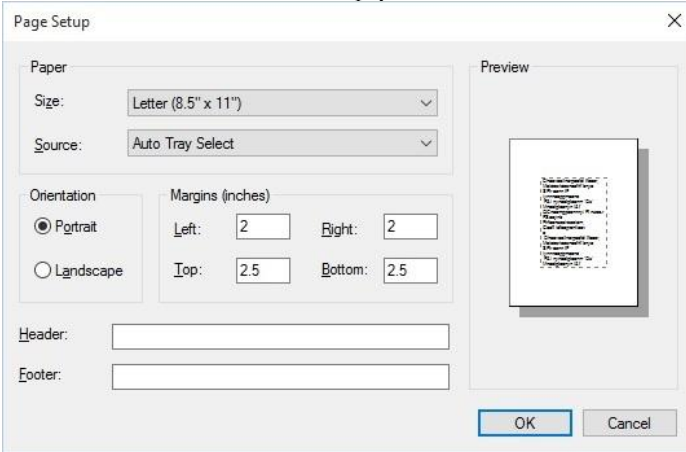 Page Setup
Paper
Size: Letter (8.5" x 11")
Source: Auto Tray Select
Orientation
Portrait
Landscape
Margins (inches)
Left: 2 Right: 2
Top: 2.5 Bottom: 2.5
Header:
Footer:
Preview
OK Cancel